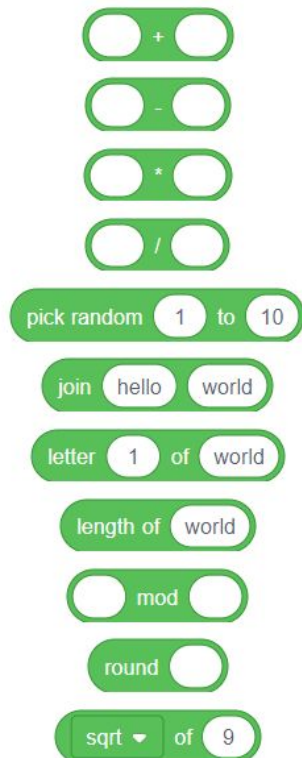 +
-
*
/
pick random 1 to 10
join hello world
letter 1 of world
length of world
mod
round
sqrt of 9